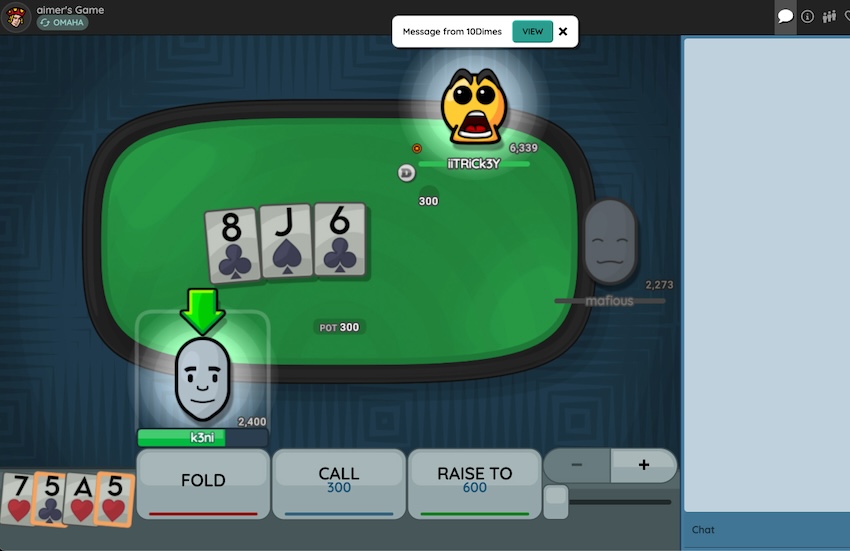 aimer's Game
OMAHA
Message from 10Dimes
VIEW
6,339
iiTRiCk3Y
D
300
8 J 6
2,273
mafious
POT 300
2,400
k3ni
7 5 A 5
FOLD
CALL
300
RAISE TO
600
Chat